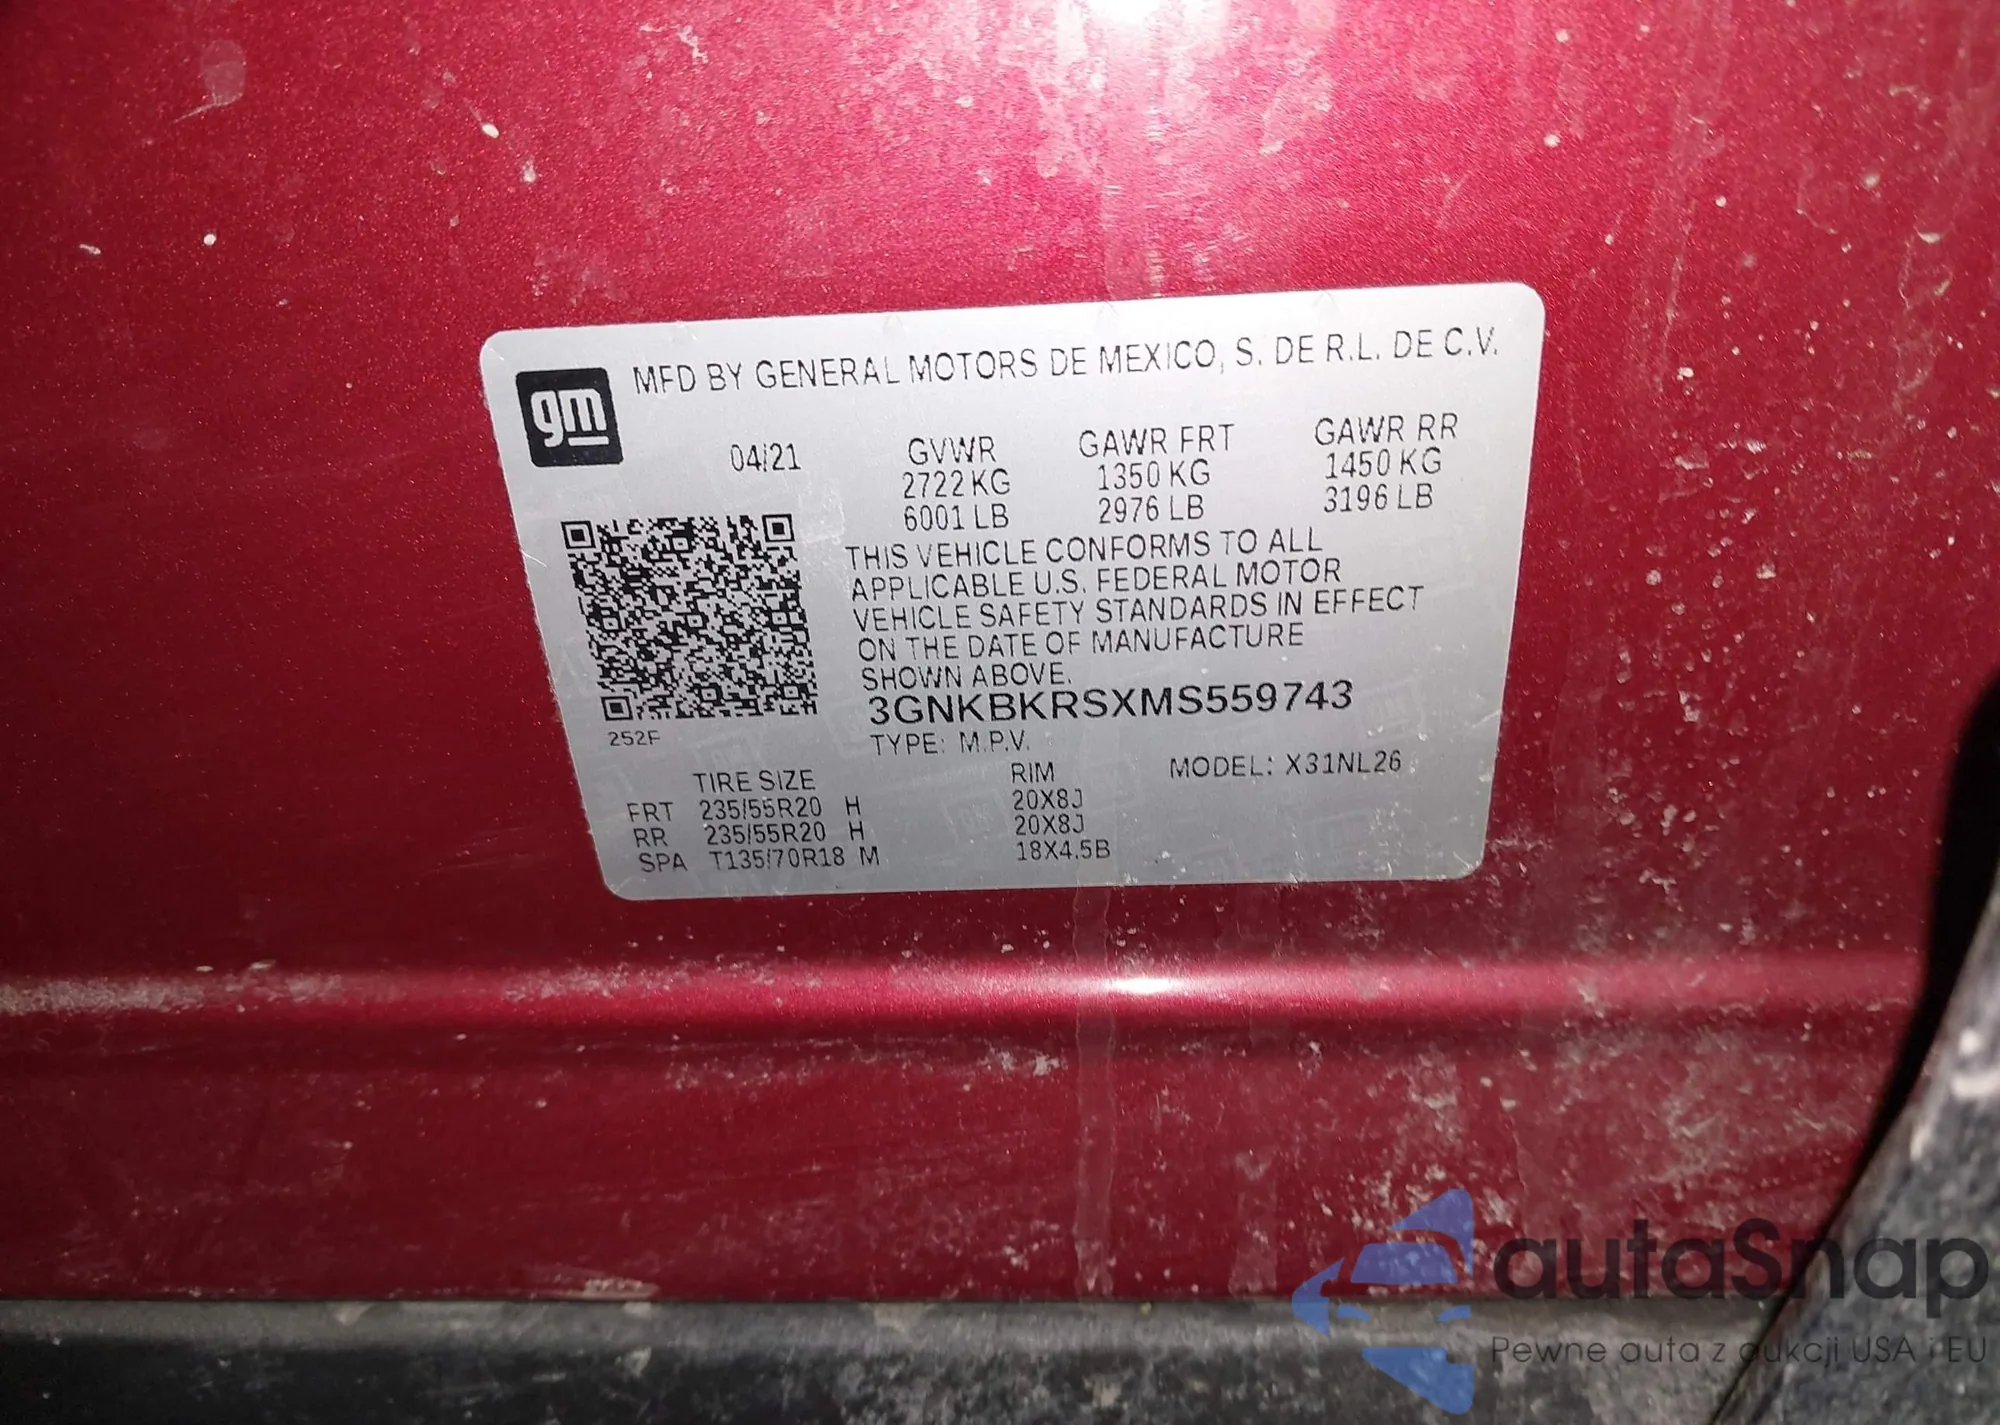 gm
MFD BY GENERAL MOTORS DE MEXICO, S. DE R.L. DE C.V.
04/21 GVWR GAWR FRT GAWR RR
2722 KG 1350 KG 1450 KG
6001 LB 2976 LB 3196 LB
THIS VEHICLE CONFORMS TO ALL
APPLICABLE U.S. FEDERAL MOTOR
VEHICLE SAFETY STANDARDS IN EFFECT
ON THE DATE OF MANUFACTURE
SHOWN ABOVE.
3GNKBKRSXMS559743
252F
TYPE: M.P.V.
TIRE SIZE RIM MODEL: X31NL26
FRT 235/55R20 H 20X8J
RR 235/55R20 H 20X8J
SPA T135/70R18 M 18X4.5B
autaSnap
Pewne auta z aukcji USA i EU